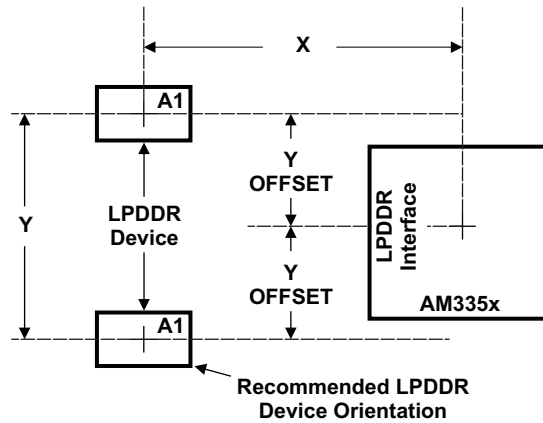 X
A1
Y
OFFSET
Y
LPDDR
Device
LPDDR
Interface
Y
OFFSET
AM335x
A1
Recommended LPDDR
Device Orientation